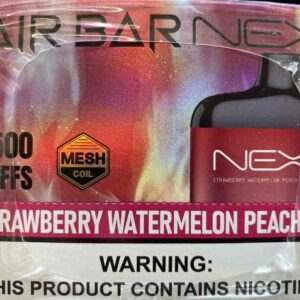 AIR BAR NEX
500
MESH
COIL
FFS
NEX
STRAWBERRY WATERMELON PEACH
RAWBERRY WATERMELON PEACH
WARNING:
HIS PRODUCT CONTAINS NICOTI